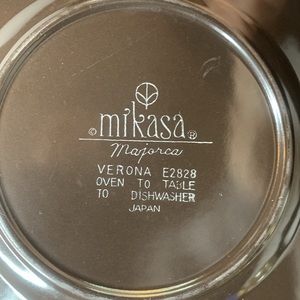 © mikasa ®
Majorca
VERONA E2828
OVEN TO TABLE
TO DISHWASHER
JAPAN